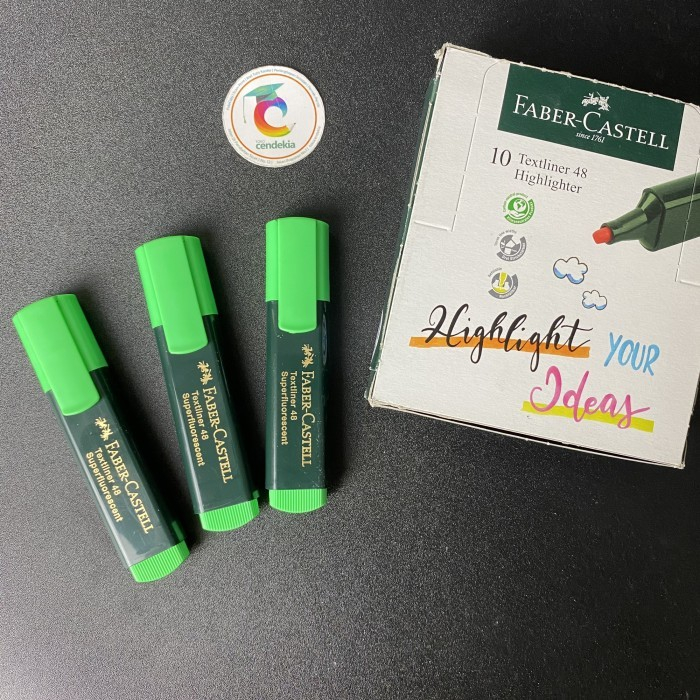 cendekia
FABER-CASTELL
since 1761
10 Textliner 48
Highlighter
Highlight YOUR
Ideas
FABER-CASTELL
Textliner 48
Superfluorescent
FABER-CASTELL
Textliner 48
Superfluorescent
FABER-CASTELL
Textliner 48
Superfluorescent